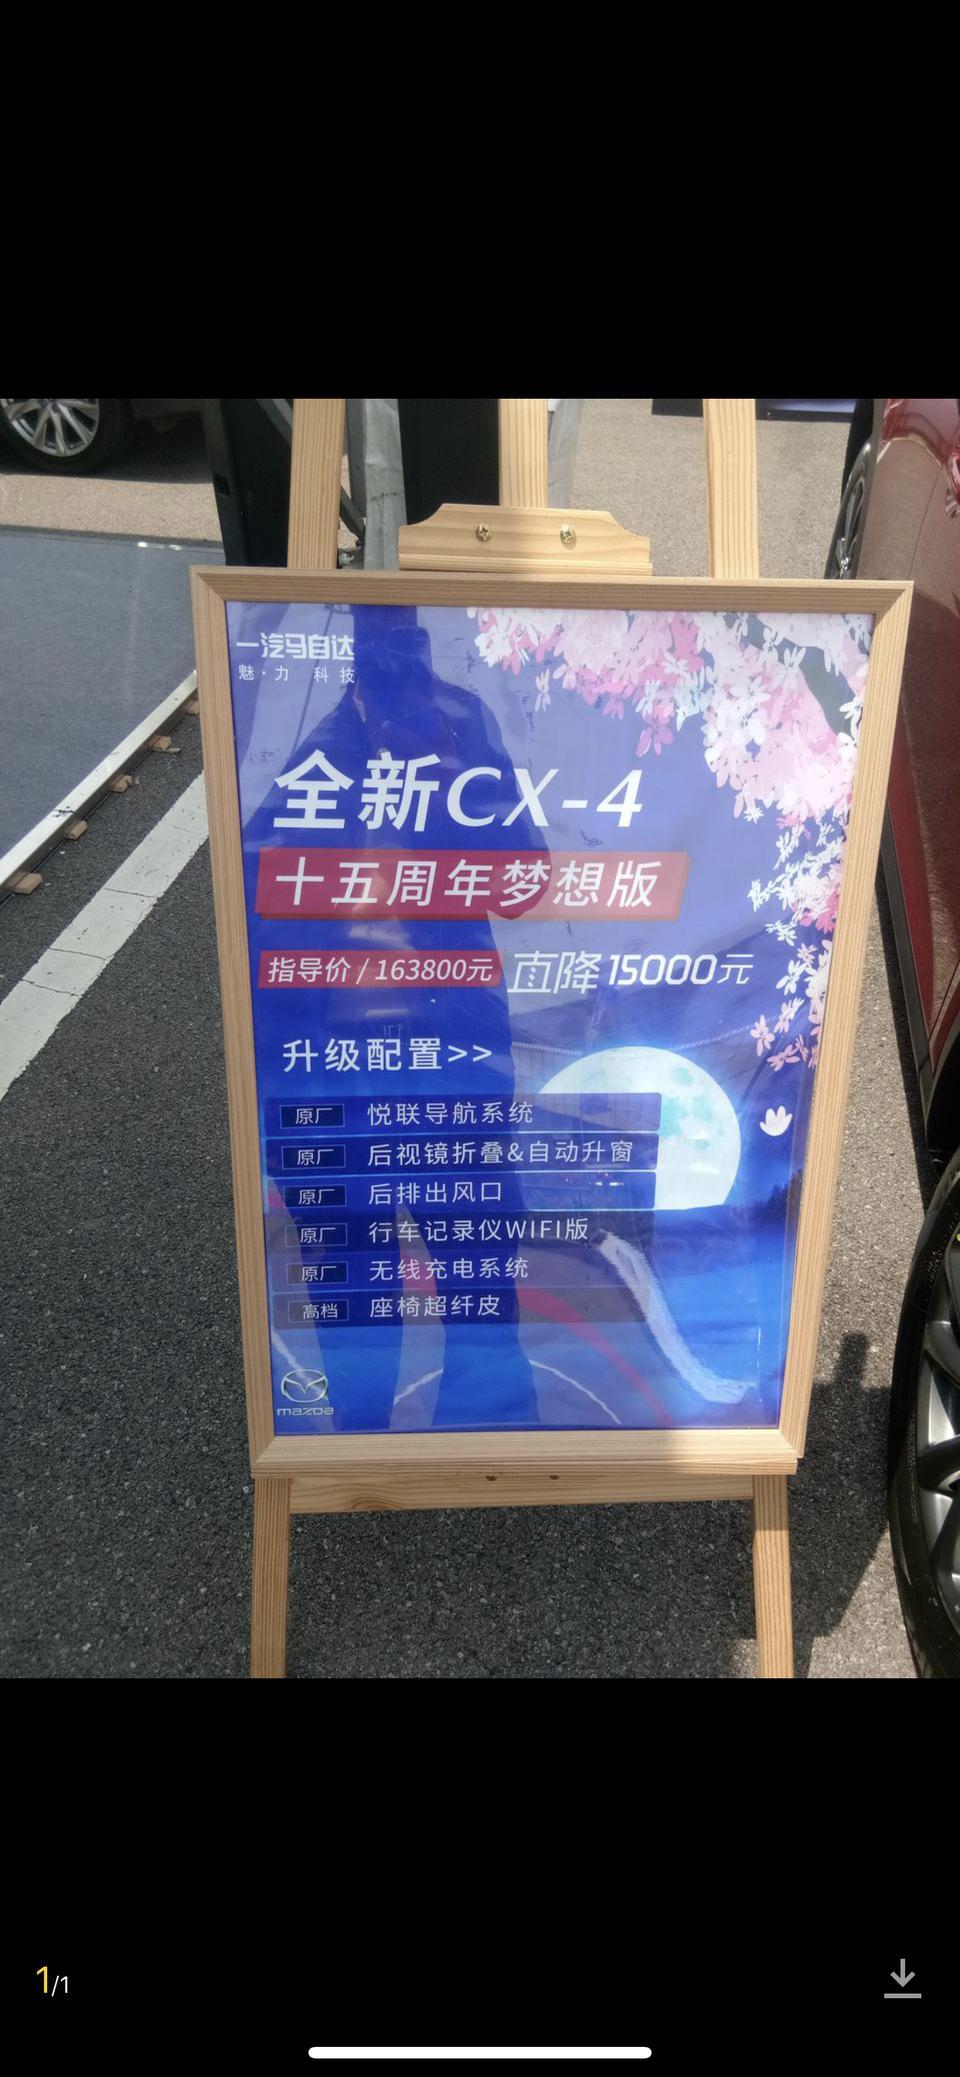 一汽马自达
魅·力 科技
全新CX-4
十五周年梦想版
指导价/163800元 直降15000元
升级配置>>
原厂 悦联导航系统
原厂 后视镜折叠&自动升窗
原厂 后排出风口
原厂 行车记录仪WIFI版
原厂 无线充电系统
高档 座椅超纤皮
mazda
1/1